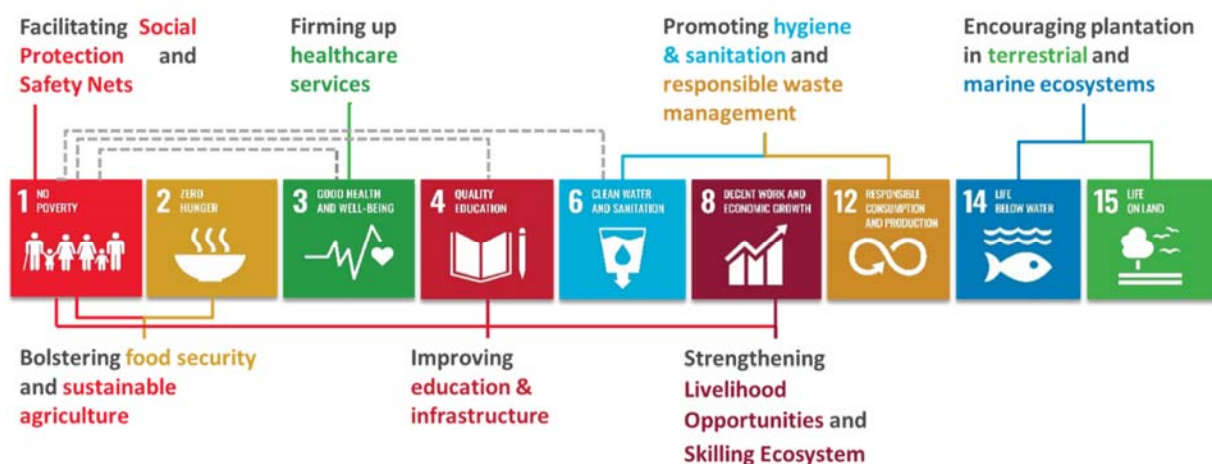 Facilitating Social
Protection and
Safety Nets
Firming up
healthcare
services
Promoting hygiene
& sanitation and
responsible waste
management
Encouraging plantation
in terrestrial and
marine ecosystems
1 NO
POVERTY
2 ZERO
HUNGER
3 GOOD HEALTH
AND WELL-BEING
4 QUALITY
EDUCATION
6 CLEAN WATER
AND SANITATION
8 DECENT WORK AND
ECONOMIC GROWTH
12 RESPONSIBLE
CONSUMPTION
AND PRODUCTION
14 LIFE
BELOW WATER
15 LIFE
ON LAND
Bolstering food security
and sustainable
agriculture
Improving
education &
infrastructure
Strengthening
Livelihood
Opportunities and
Skilling Ecosystem